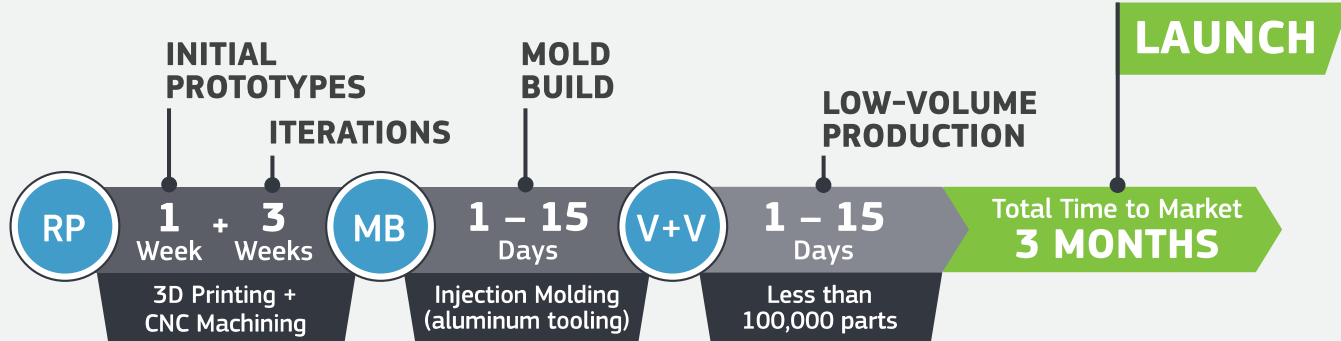 LAUNCH
INITIAL
PROTOTYPES
ITERATIONS
MOLD
BUILD
LOW-VOLUME
PRODUCTION
RP
1 + 3
Week Weeks
3D Printing +
CNC Machining
MB
1 – 15
Days
Injection Molding
(aluminum tooling)
V+V
1 – 15
Days
Less than
100,000 parts
Total Time to Market
3 MONTHS